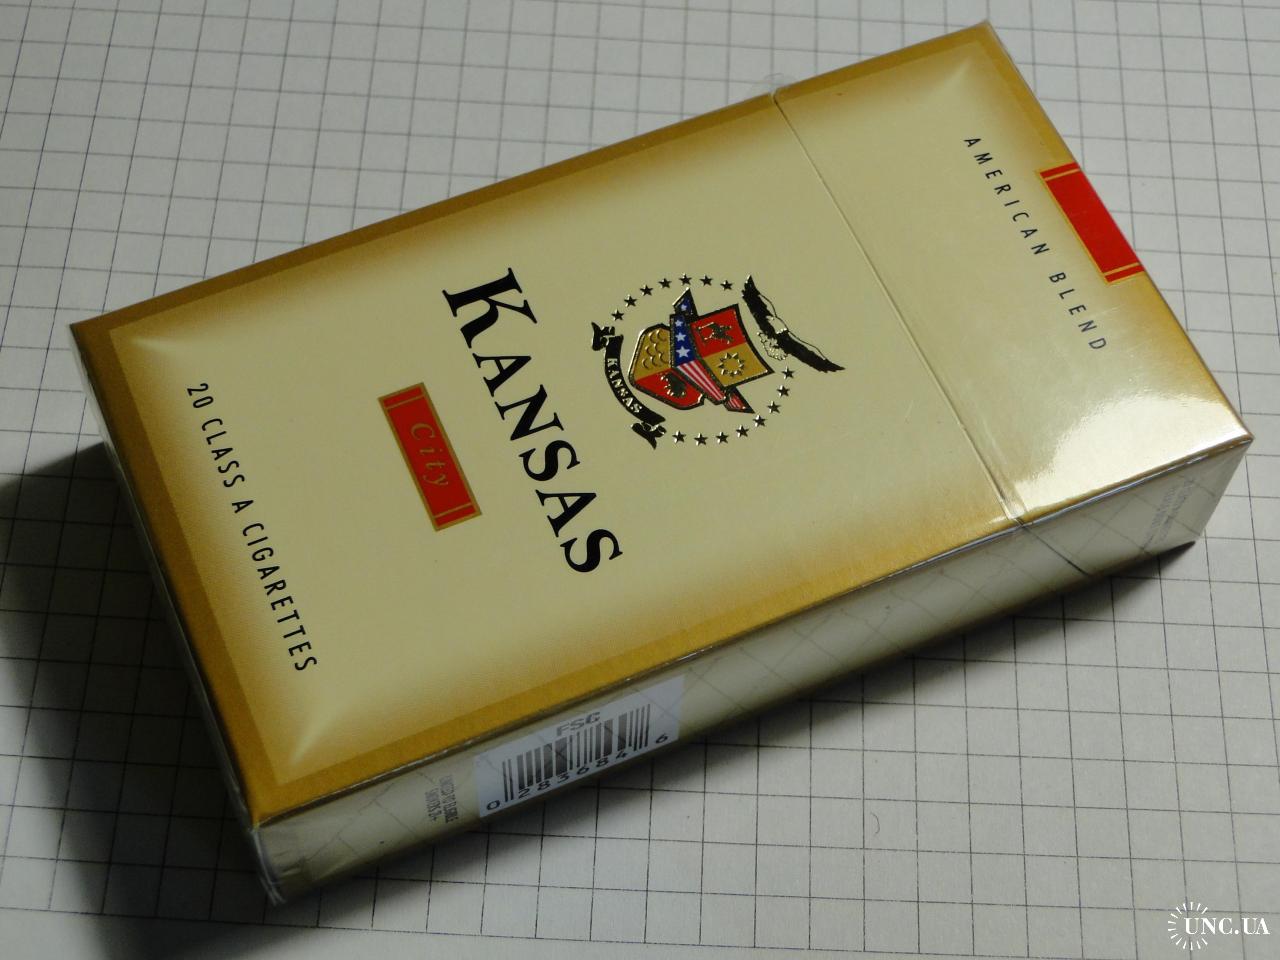 AMERICAN BLEND
KANSAS
KANSAS
City
20 CLASS A CIGARETTES
FSC
0 283684 6
UNC.UA